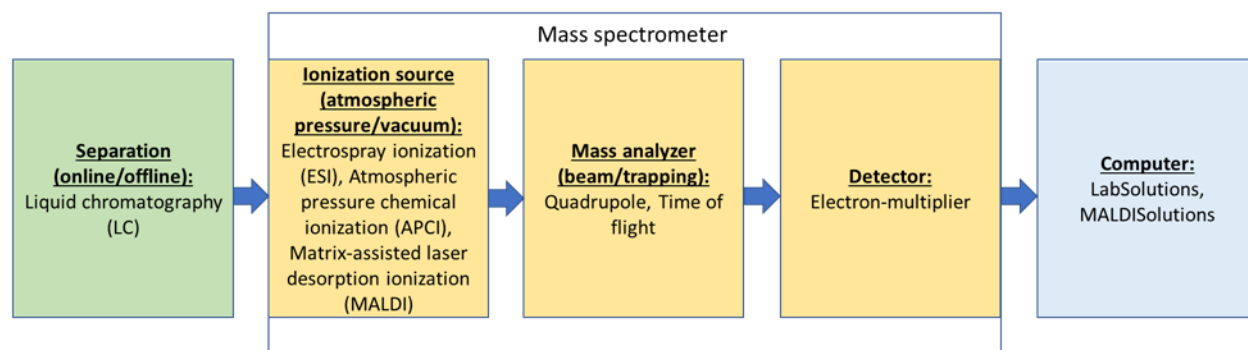 Mass spectrometer
Separation
(online/offline):
Liquid chromatography
(LC)
Ionization source
(atmospheric
pressure/vacuum):
Electrospray ionization
(ESI), Atmospheric
pressure chemical
ionization (APCI),
Matrix-assisted laser
desorption ionization
(MALDI)
Mass analyzer
(beam/trapping):
Quadrupole, Time of
flight
Detector:
Electron-multiplier
Computer:
LabSolutions,
MALDISolutions